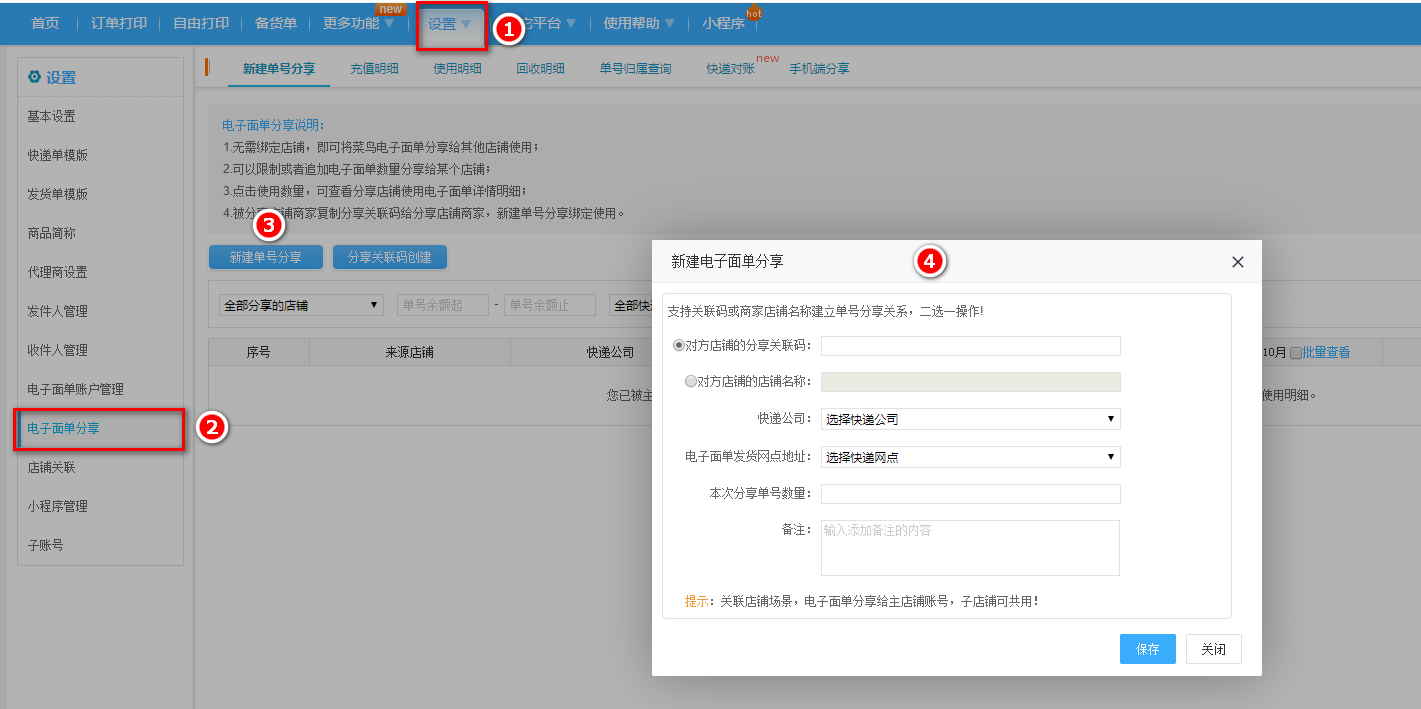 new
hot
首页 订单打印 自由打印 备货单 更多功能 设置 1 它平台 使用帮助 小程序
设置
新建单号分享 充值明细 使用明细 回收明细 单号归属查询 快递对账 new 手机端分享
基本设置
快递单模版
发货单模版
商品简称
代理商设置
发件人管理
收件人管理
电子面单账户管理
电子面单分享
2
店铺关联
小程序管理
子账号
电子面单分享说明：
1.无需绑定店铺，即可将菜鸟电子面单分享给其他店铺使用；
2.可以限制或者追加电子面单数量分享给某个店铺；
3.点击使用数量，可查看分享店铺使用电子面单详情明细；
4.被分享店铺商家复制分享关联码给分享店铺商家，新建单号分享绑定使用。
3
新建单号分享 分享关联码创建
全部分享的店铺 单号余额起 - 单号余额止 全部快
序号 来源店铺 快递公司 10月 批量查看
您已被主 使用明细。
新建电子面单分享 4
支持关联码或商家店铺名称建立单号分享关系，二选一操作!
对方店铺的分享关联码：
对方店铺的店铺名称：
快递公司： 选择快递公司
电子面单发货网点地址： 选择快递网点
本次分享单号数量：
备注： 输入添加备注的内容
提示：关联店铺场景，电子面单分享给主店铺账号，子店铺可共用！
保存 关闭